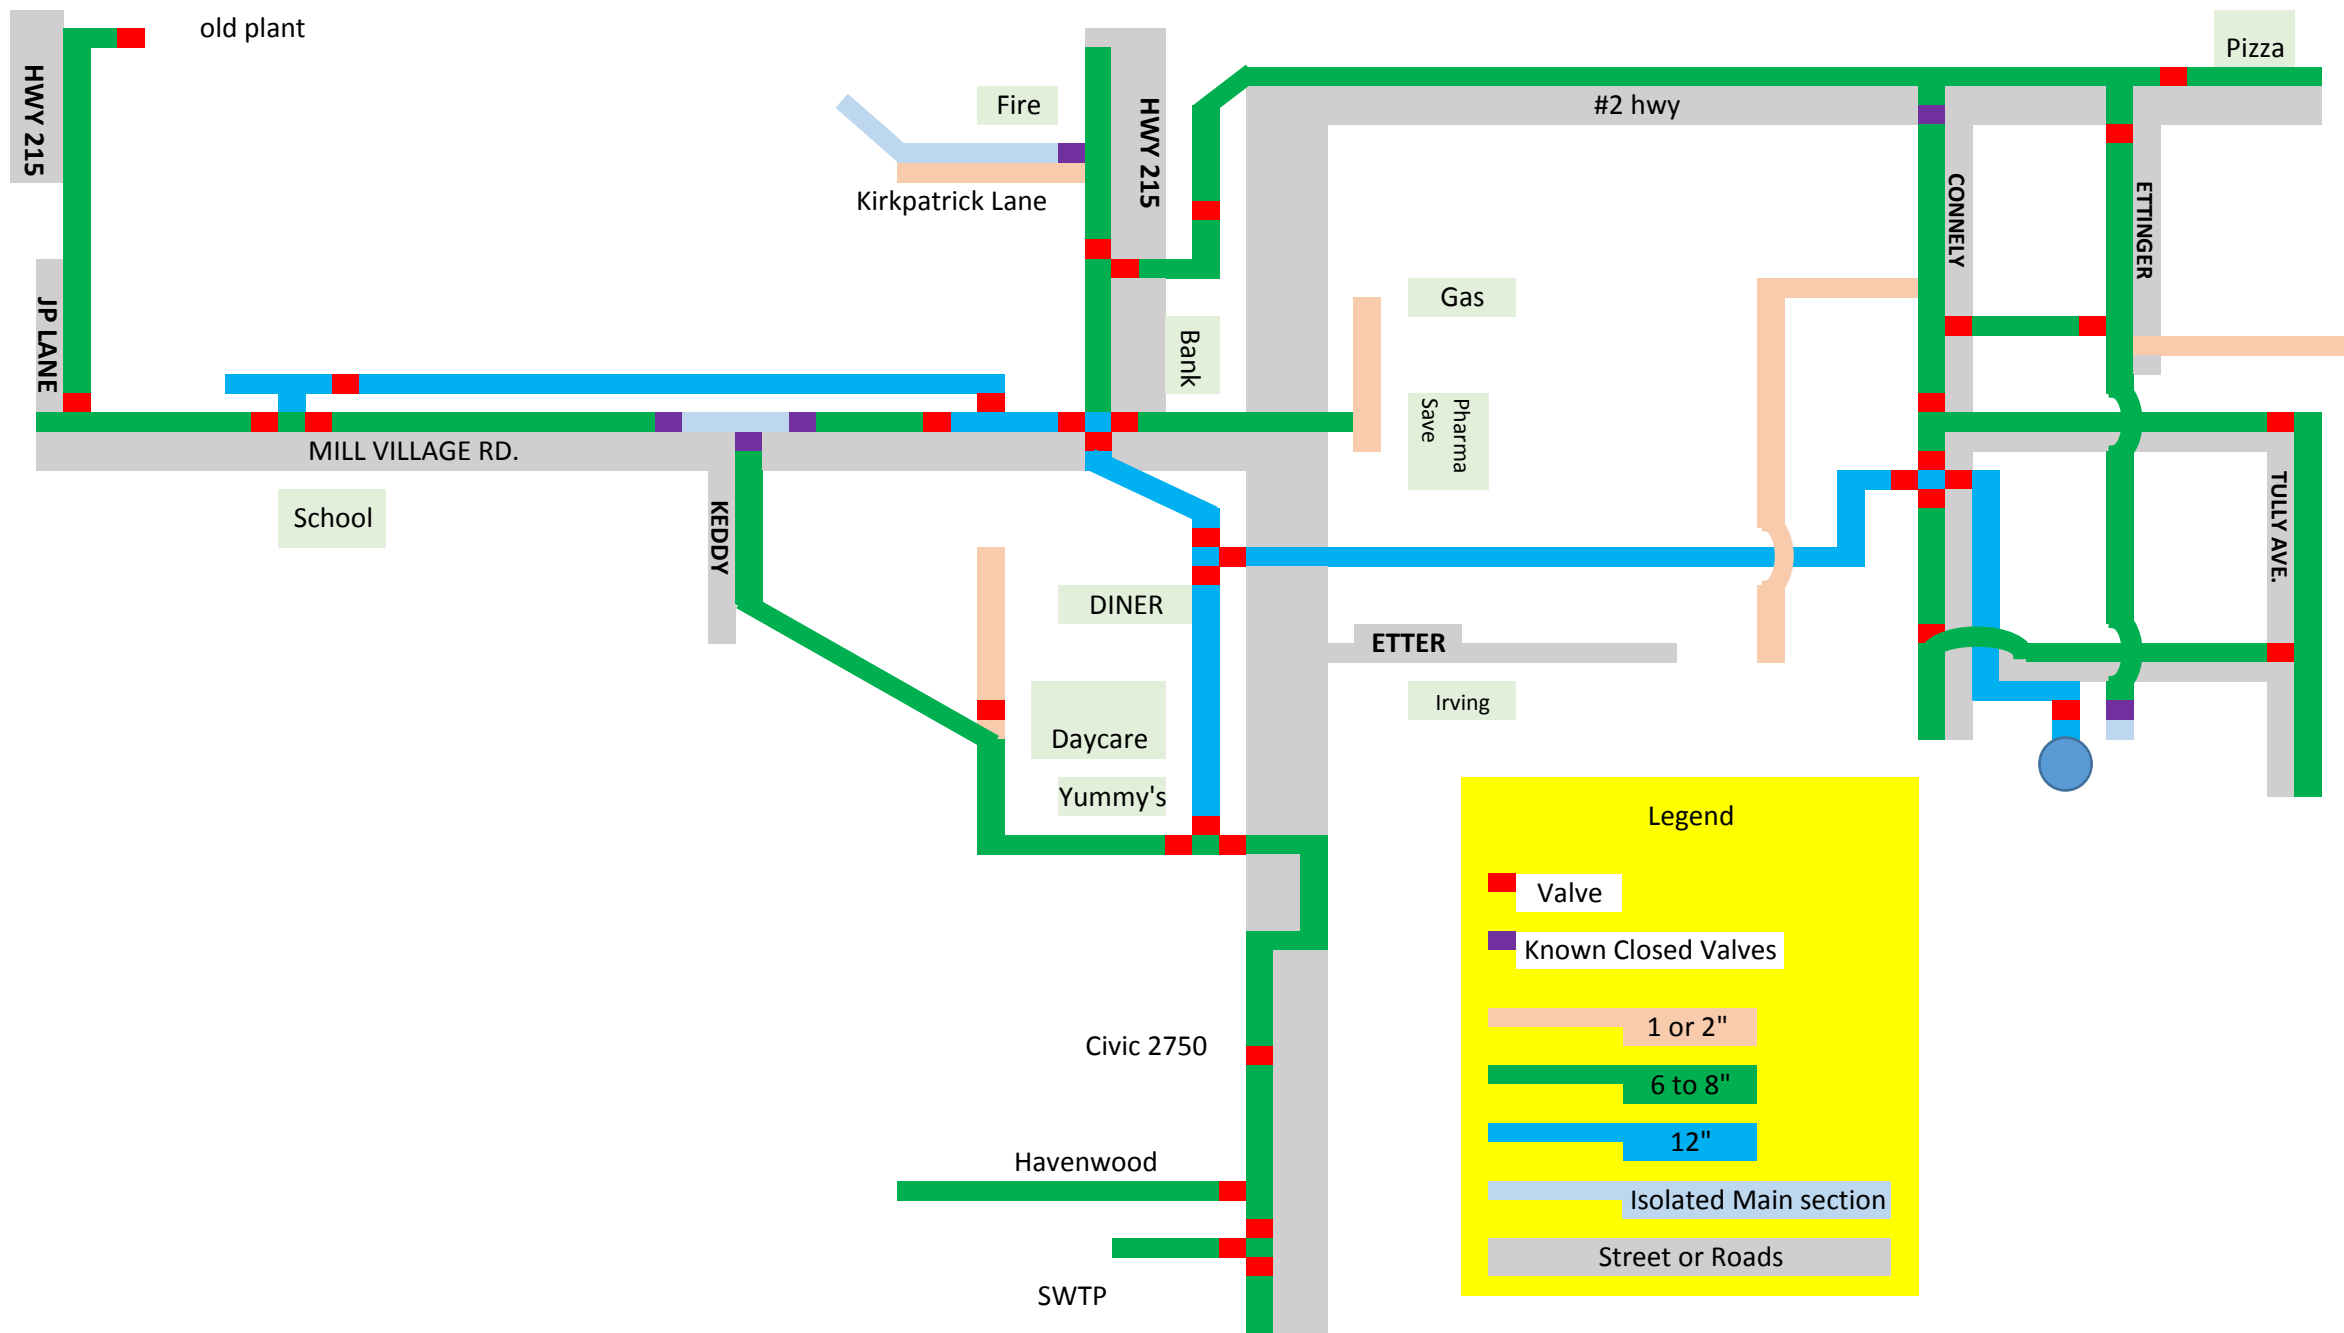 old plant
HWY 215
Pizza
Fire
HWY 215
#2 hwy
Kirkpatrick Lane
CONNELY
ETTINGER
JP LANE
Gas
Bank
Pharma
Save
MILL VILLAGE RD.
School
KEDDY
TULLY AVE.
DINER
ETTER
Irving
Daycare
Yummy's
Legend
Valve
Known Closed Valves
1 or 2"
6 to 8"
12"
Isolated Main section
Street or Roads
Civic 2750
Havenwood
SWTP